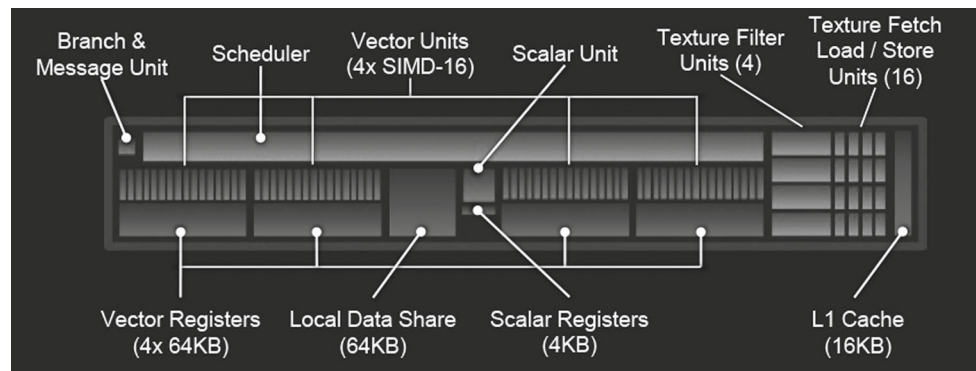 Branch &
Message Unit
Scheduler
Vector Units
(4x SIMD-16)
Scalar Unit
Texture Filter
Units (4)
Texture Fetch
Load / Store
Units (16)
Vector Registers
(4x 64KB)
Local Data Share
(64KB)
Scalar Registers
(4KB)
L1 Cache
(16KB)